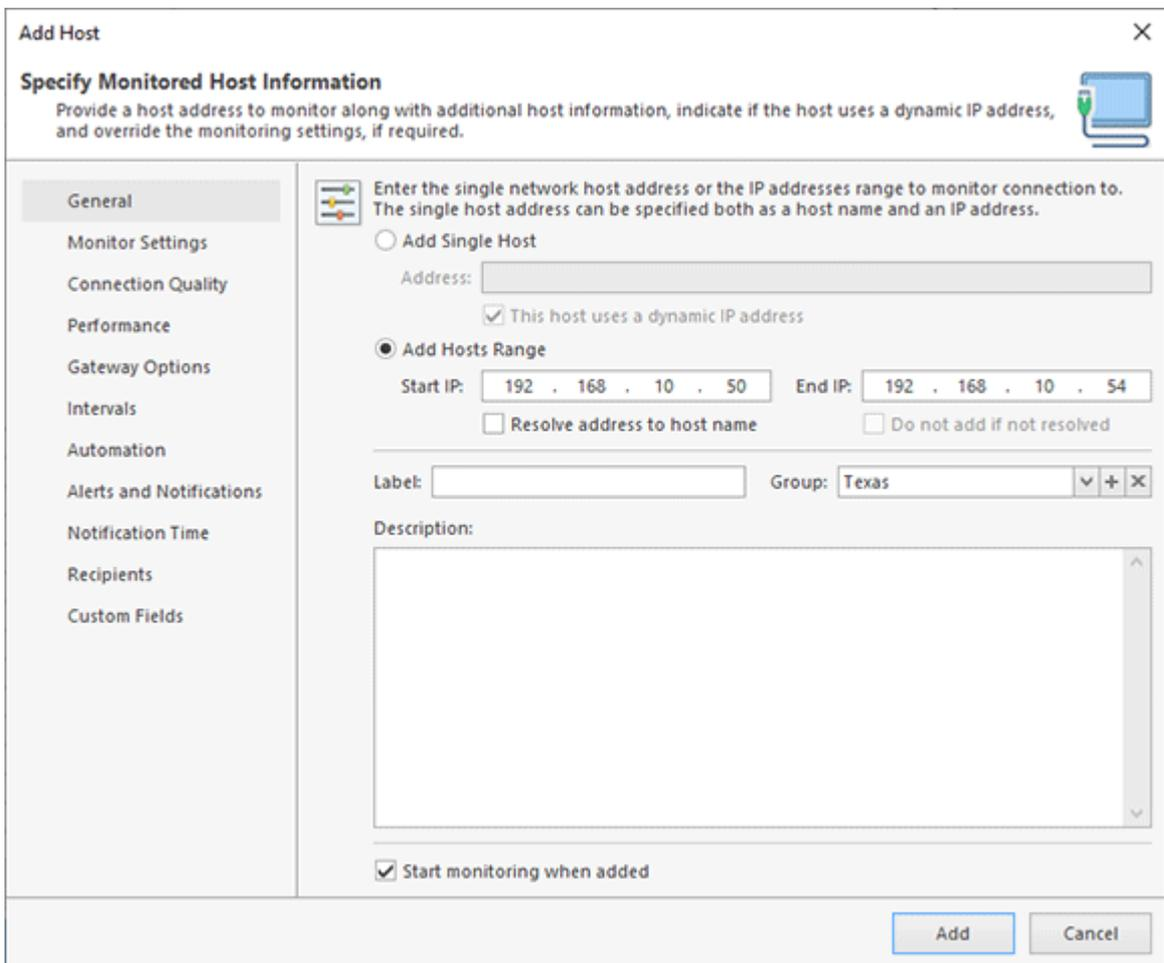 Add Host
Specify Monitored Host Information
Provide a host address to monitor along with additional host information, indicate if the host uses a dynamic IP address,
and override the monitoring settings, if required.
General
Monitor Settings
Connection Quality
Performance
Gateway Options
Intervals
Automation
Alerts and Notifications
Notification Time
Recipients
Custom Fields
Enter the single network host address or the IP addresses range to monitor connection to.
The single host address can be specified both as a host name and an IP address.
Add Single Host
Address:
This host uses a dynamic IP address
Add Hosts Range
Start IP: 192 . 168 . 10 . 50 End IP: 192 . 168 . 10 . 54
Resolve address to host name Do not add if not resolved
Label: Group: Texas
Description:
Start monitoring when added
Add Cancel